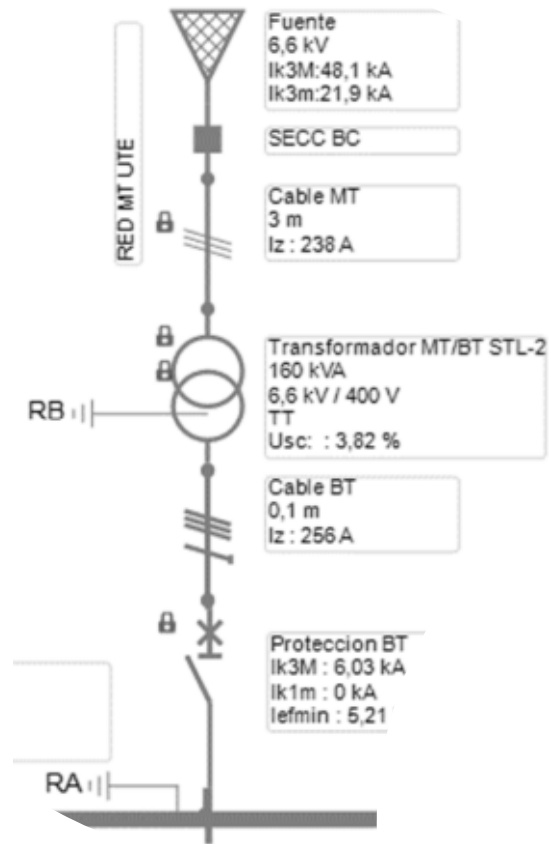 Fuente
6,6 kV
Ik3M:48,1 kA
Ik3m:21,9 kA
RED MT UTE
SECC BC
Cable MT
3 m
Iz : 238 A
Transformador MT/BT STL-2
160 kVA
6,6 kV / 400 V
TT
Usc: : 3,82 %
RB
Cable BT
0,1 m
Iz : 256 A
Proteccion BT
Ik3M : 6,03 kA
Ik1m : 0 kA
Iefmin : 5,21
RA